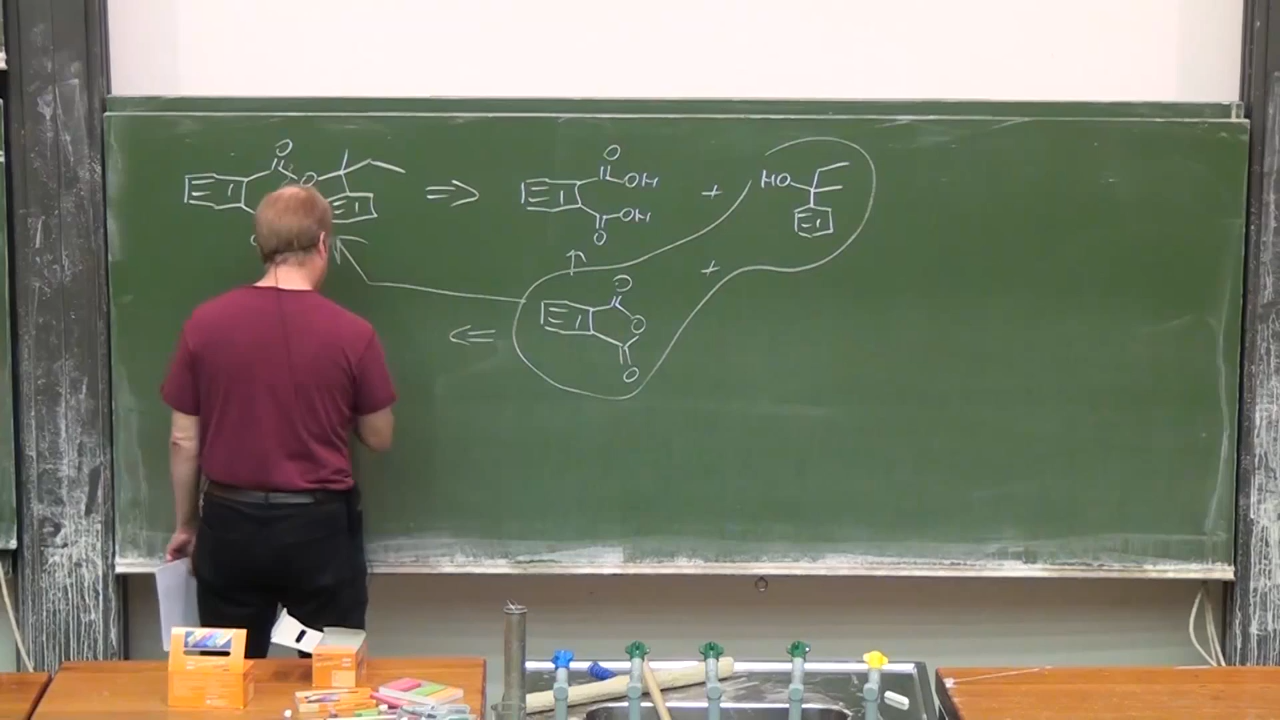 O O
O ⇒ OH + HO
OH
O
↑ +
O
⇐ O
O